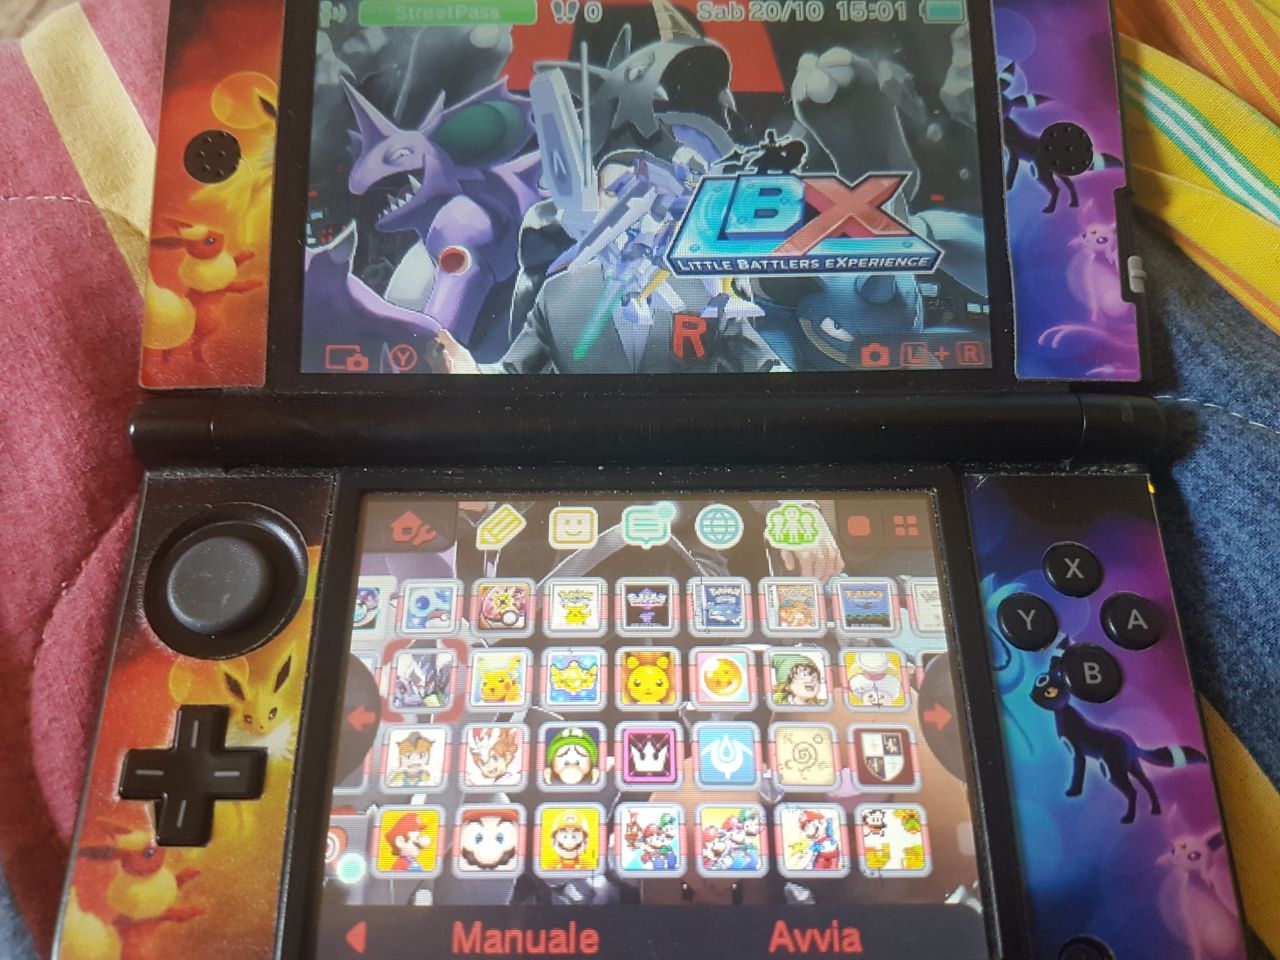 StreetPass 0 Sab 20/10 15:01
LBX
LITTLE BATTLERS EXPERIENCE
R
Y L + R
X
Y A
B
Manuale Avvia